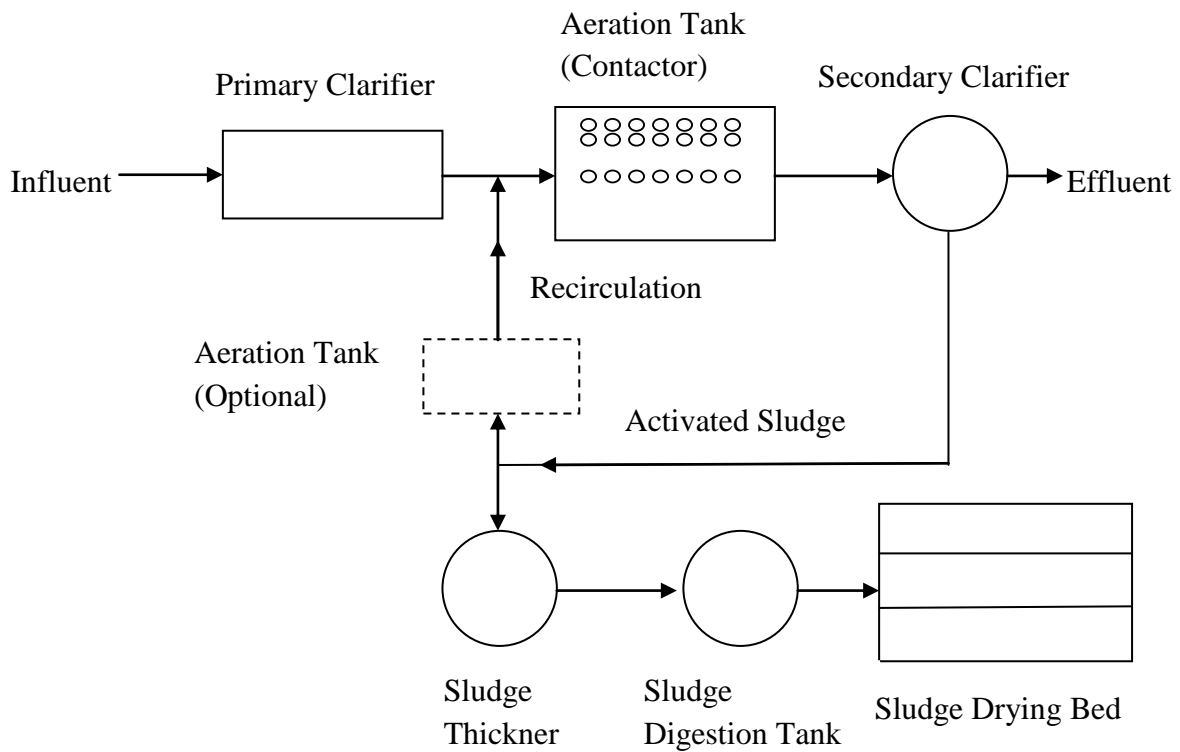 Aeration Tank
(Contactor)
Primary Clarifier
Secondary Clarifier
Influent
Effluent
Recirculation
Aeration Tank
(Optional)
Activated Sludge
Sludge
Thickner
Sludge
Digestion Tank
Sludge Drying Bed